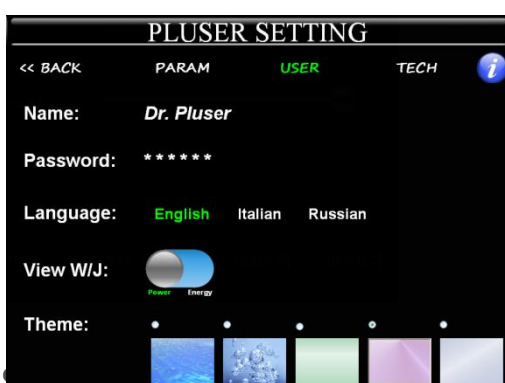 PLUSER SETTING
<< BACK PARAM USER TECH i
Name: Dr. Pluser
Password: ******
Language: English Italian Russian
View W/J: Power Energy
Theme: